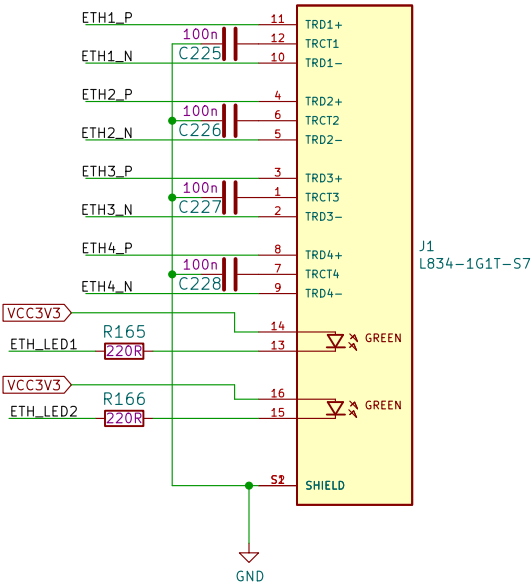 ETH1_P
11
TRD1+
100n
12
TRCT1
C225
ETH1_N
10
TRD1-
ETH2_P
4
TRD2+
100n
6
TRCT2
C226
ETH2_N
5
TRD2-
ETH3_P
3
TRD3+
100n
1
TRCT3
C227
ETH3_N
2
TRD3-
ETH4_P
8
TRD4+
100n
7
TRCT4
C228
ETH4_N
9
TRD4-
J1
L834-1G1T-S7
VCC3V3
14
R165
GREEN
ETH_LED1
220R
13
VCC3V3
16
R166
GREEN
ETH_LED2
220R
15
SHIELD
GND